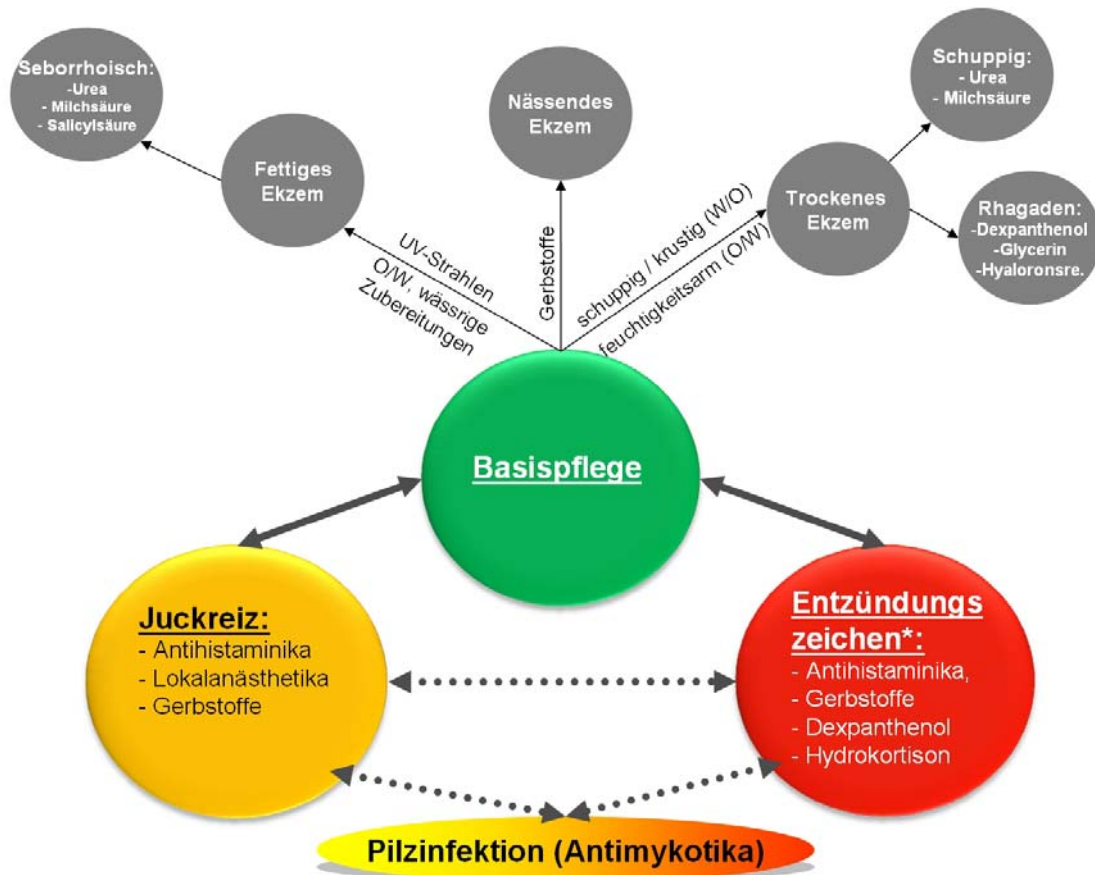 Seborrhoisch:
-Urea
- Milchsäure
- Salicylsäure
Fettiges
Ekzem
Nässendes
Ekzem
Schuppig:
- Urea
- Milchsäure
Trockenes
Ekzem
Rhagaden:
-Dexpanthenol
-Glycerin
-Hyaloronsre.
UV-Strahlen
O/W, wässrige
Zubereitungen
Gerbstoffe
schuppig / krustig (W/O)
feuchtigkeitsarm (O/W)
Basispflege
Juckreiz:
- Antihistaminika
- Lokalanästhetika
- Gerbstoffe
Entzündungs
zeichen*:
- Antihistaminika,
- Gerbstoffe
- Dexpanthenol
- Hydrokortison
Pilzinfektion (Antimykotika)